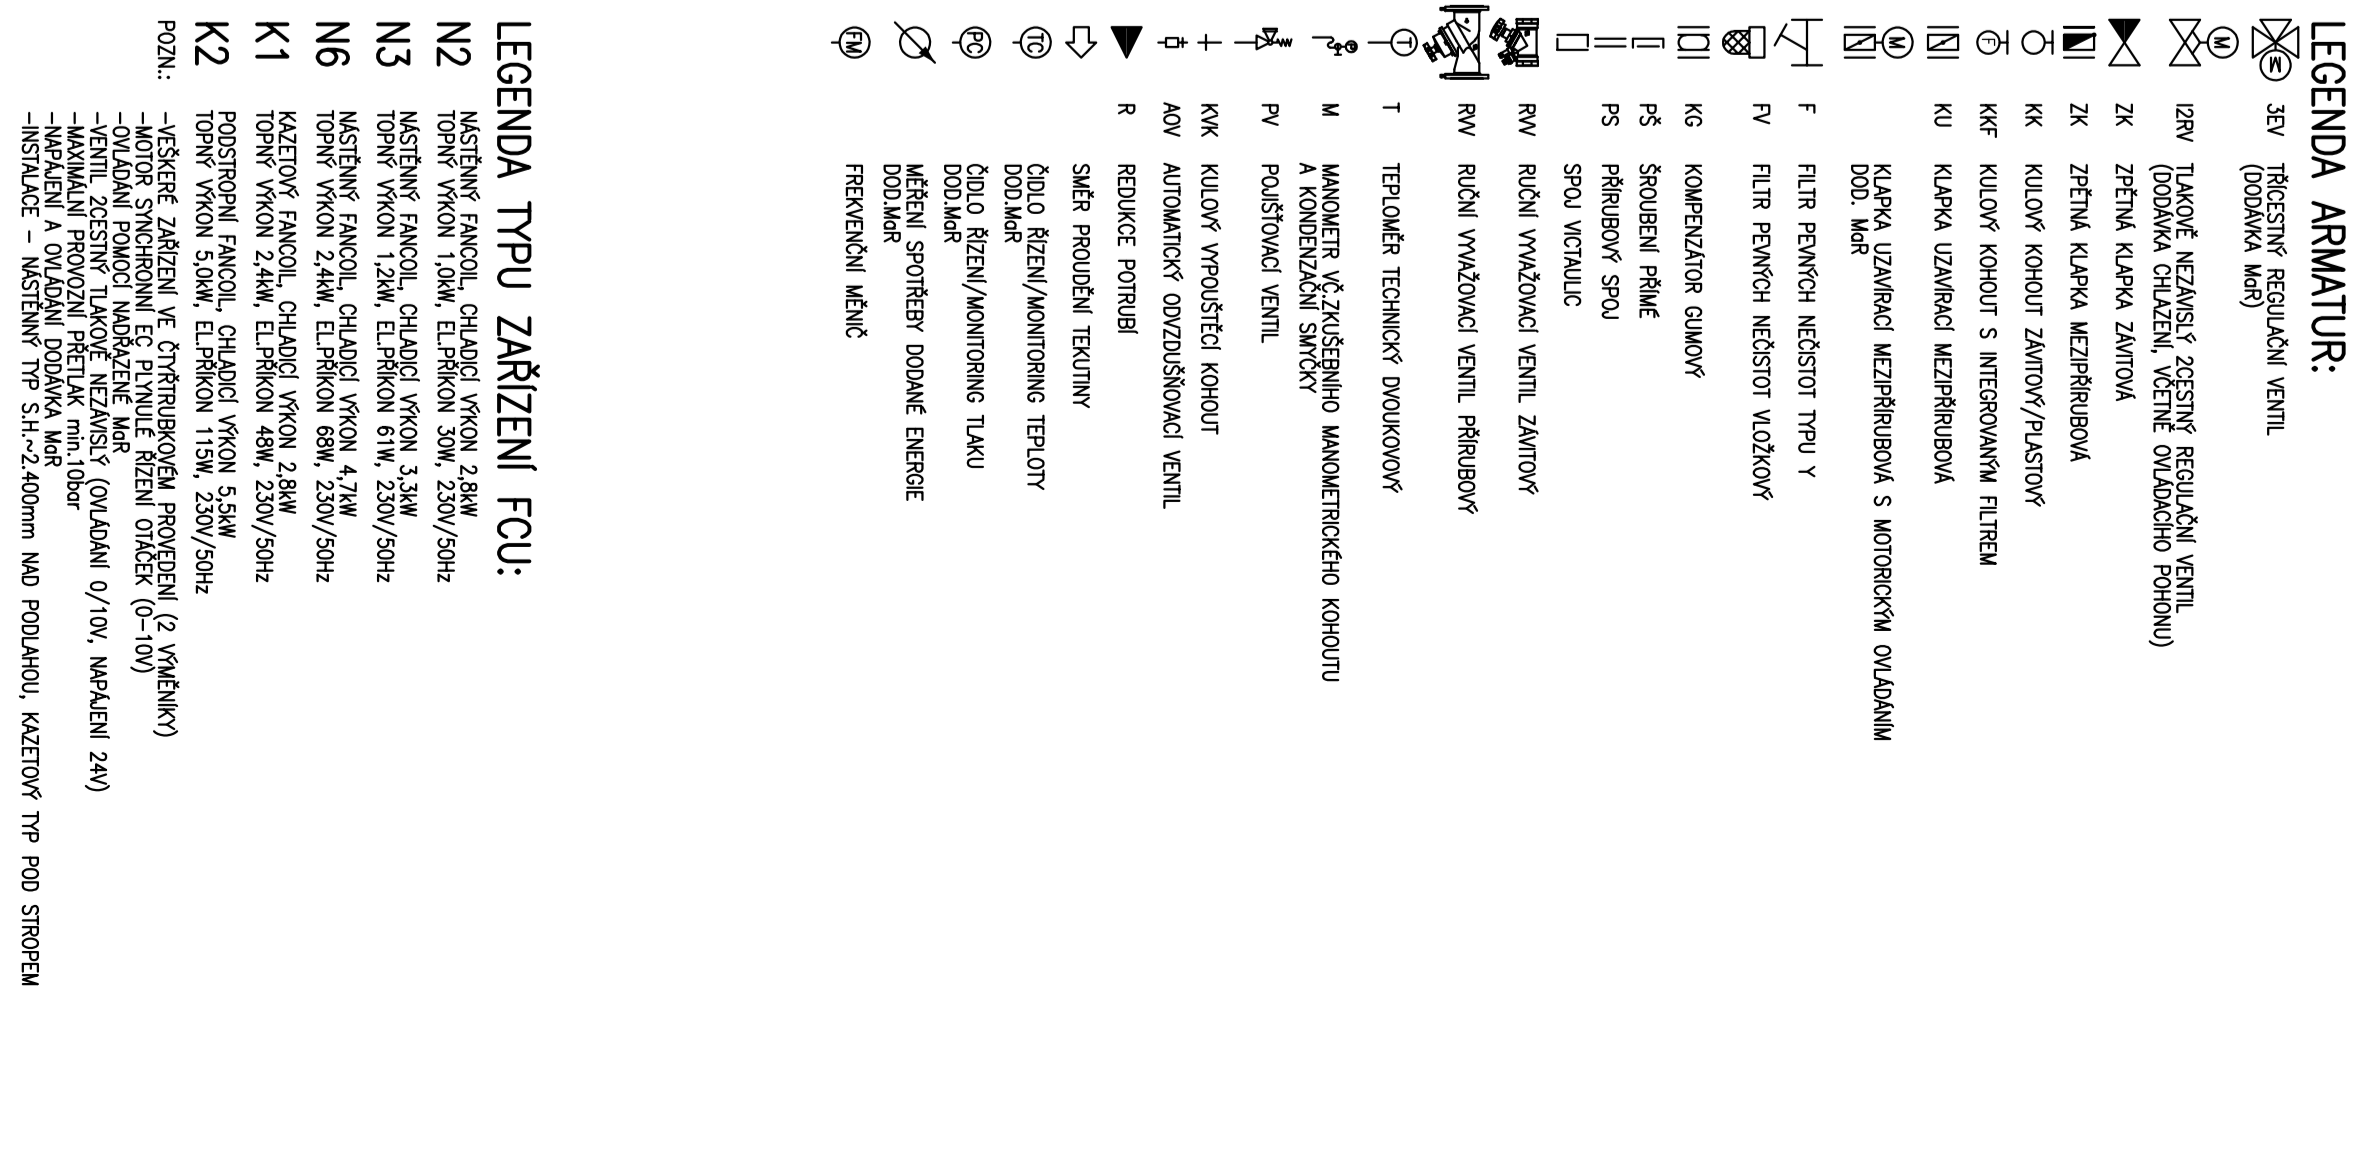 LEGENDA ARMATUR:
M 3EV TŘÍCESTNÝ REGULAČNÍ VENTIL
(DODÁVKA MaR)
M I2RV TLAKOVĚ NEZÁVISLÝ 2CESTNÝ REGULAČNÍ VENTIL
(DODÁVKA CHLAZENÍ, VČETNĚ OVLÁDACÍHO POHONU)
ZK ZPĚTNÁ KLAPKA ZÁVITOVÁ
ZK ZPĚTNÁ KLAPKA MEZIPŘÍRUBOVÁ
KK KULOVÝ KOHOUT ZÁVITOVÝ/PLASTOVÝ
F KKF KULOVÝ KOHOUT S INTEGROVANÝM FILTREM
KU KLAPKA UZAVÍRACÍ MEZIPŘÍRUBOVÁ
M KLAPKA UZAVÍRACÍ MEZIPŘÍRUBOVÁ S MOTORICKÝM OVLÁDÁNÍM
DOD. MaR
F FILTR PEVNÝCH NEČISTOT TYPU Y
FV FILTR PEVNÝCH NEČISTOT VLOŽKOVÝ
KG KOMPENZÁTOR GUMOVÝ
PŠ ŠROUBENÍ PŘÍMÉ
PS PŘÍRUBOVÝ SPOJ
SPOJ VICTAULIC
RVV RUČNÍ VYVAŽOVACÍ VENTIL ZÁVITOVÝ
RVV RUČNÍ VYVAŽOVACÍ VENTIL PŘÍRUBOVÝ
T T TEPLOMĚR TECHNICKÝ DVOUKOVOVÝ
M MANOMETR VČ.ZKUŠEBNÍHO MANOMETRICKÉHO KOHOUTU
A KONDENZAČNÍ SMYČKY
PV POJIŠŤOVACÍ VENTIL
KVK KULOVÝ VYPOUŠTĚCÍ KOHOUT
AOV AUTOMATICKÝ ODVZDUŠŇOVACÍ VENTIL
R REDUKCE POTRUBÍ
SMĚR PROUDĚNÍ TEKUTINY
TC ČIDLO ŘÍZENÍ/MONITORING TEPLOTY
DOD.MaR
PC ČIDLO ŘÍZENÍ/MONITORING TLAKU
DOD.MaR
MĚŘENÍ SPOTŘEBY DODANÉ ENERGIE
DOD.MaR
FM FREKVENČNÍ MĚNIČ
LEGENDA TYPU ZAŘÍZENÍ FCU:
N2 NÁSTĚNNÝ FANCOIL, CHLADICÍ VÝKON 2,8kW
TOPNÝ VÝKON 1,0kW, EL.PŘÍKON 30W, 230V/50Hz
N3 NÁSTĚNNÝ FANCOIL, CHLADICÍ VÝKON 3,3kW
TOPNÝ VÝKON 1,2kW, EL.PŘÍKON 61W, 230V/50Hz
N6 NÁSTĚNNÝ FANCOIL, CHLADICÍ VÝKON 4,7kW
TOPNÝ VÝKON 2,4kW, EL.PŘÍKON 68W, 230V/50Hz
K1 KAZETOVÝ FANCOIL, CHLADICÍ VÝKON 2,8kW
TOPNÝ VÝKON 2,4kW, EL.PŘÍKON 48W, 230V/50Hz
K2 PODSTROPNÍ FANCOIL, CHLADICÍ VÝKON 5,5kW
TOPNÝ VÝKON 5,0kW, EL.PŘÍKON 115W, 230V/50Hz
POZN.: -VEŠKERÉ ZAŘÍZENÍ VE ČTYŘTRUBKOVÉM PROVEDENÍ (2 VÝMĚNÍKY)
-MOTOR SYNCHRONNÍ EC PLYNULÉ ŘÍZENÍ OTÁČEK (0-10V)
-OVLÁDÁNÍ POMOCÍ NADŘAZENÉ MaR
-VENTIL 2CESTNÝ TLAKOVĚ NEZÁVISLÝ (OVLÁDÁNÍ 0/10V, NAPÁJENÍ 24V)
-MAXIMÁLNÍ PROVOZNÍ PŘETLAK min.10bar
-NAPÁJENÍ A OVLÁDÁNÍ DODÁVKA MaR
-INSTALACE - NÁSTĚNNÝ TYP S.H.~2.400mm NAD PODLAHOU, KAZETOVÝ TYP POD STROPEM